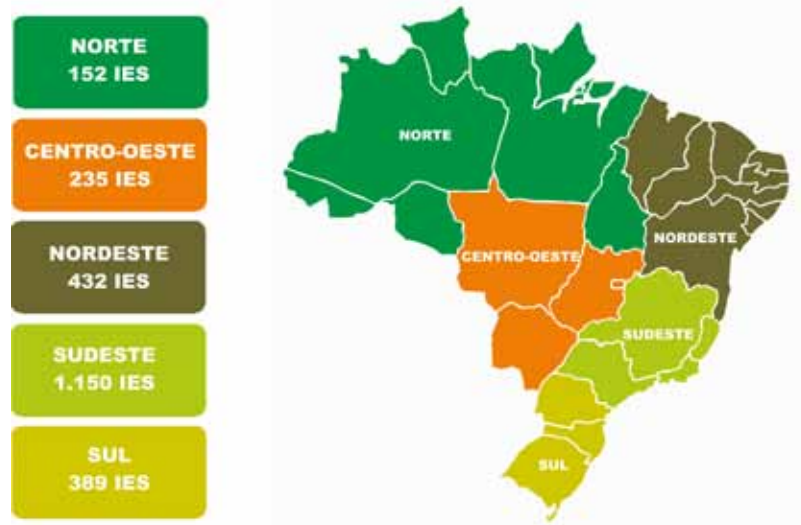 NORTE
152 IES
CENTRO-OESTE
235 IES
NORDESTE
432 IES
SUDESTE
1.150 IES
SUL
389 IES
NORTE
CENTRO-OESTE
NORDESTE
SUDESTE
SUL